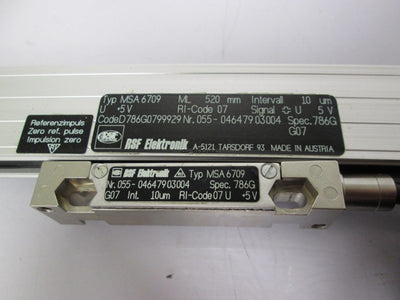 Typ MSA 6709 ML 520 mm Intervall 10 um
U +5V RI-Code 07 Signal U 5 V
Code D786G0799929 Nr. 055-04647903004 Spec. 786G
G07
RSF Elektronik A-5121 TARSDORF 93 MADE IN AUSTRIA
Referenzimpuls
Zero ref. pulse
Impulsion zero
RSF Elektronik Typ MSA 6709
Nr. 055-04647903004 Spec. 786G
G07 Int. 10um RI-Code 07 U +5V